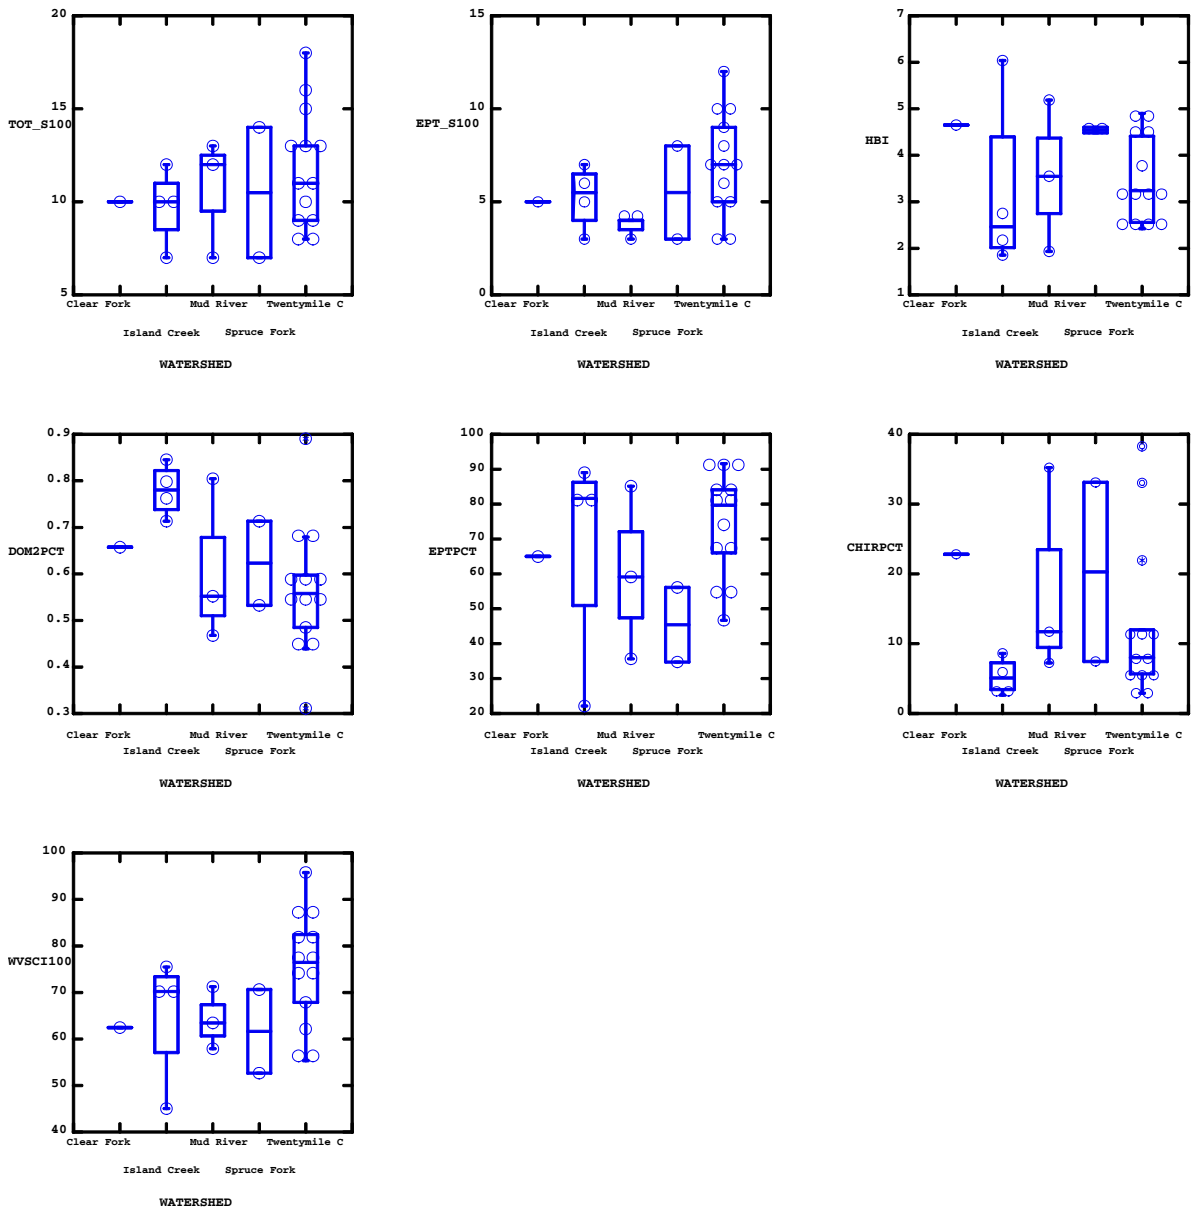 20
15
TOT_S100
10
5
Clear Fork Mud River Twentymile C
Island Creek Spruce Fork
WATERSHED
15
10
EPT_S100
5
0
Clear Fork Mud River Twentymile C
Island Creek Spruce Fork
WATERSHED
7
6
5
HBI
4
3
2
1
Clear Fork Mud River Twentymile C
Island Creek Spruce Fork
WATERSHED
0.9
0.8
0.7
DOM2PCT
0.6
0.5
0.4
0.3
Clear Fork Mud River Twentymile C
Island Creek Spruce Fork
WATERSHED
100
90
80
70
EPTPCT
60
50
40
30
20
Clear Fork Mud River Twentymile C
Island Creek Spruce Fork
WATERSHED
40
30
CHIRPCT
20
10
0
Clear Fork Mud River Twentymile C
Island Creek Spruce Fork
WATERSHED
100
90
80
WVSCI100
70
60
50
40
Clear Fork Mud River Twentymile C
Island Creek Spruce Fork
WATERSHED